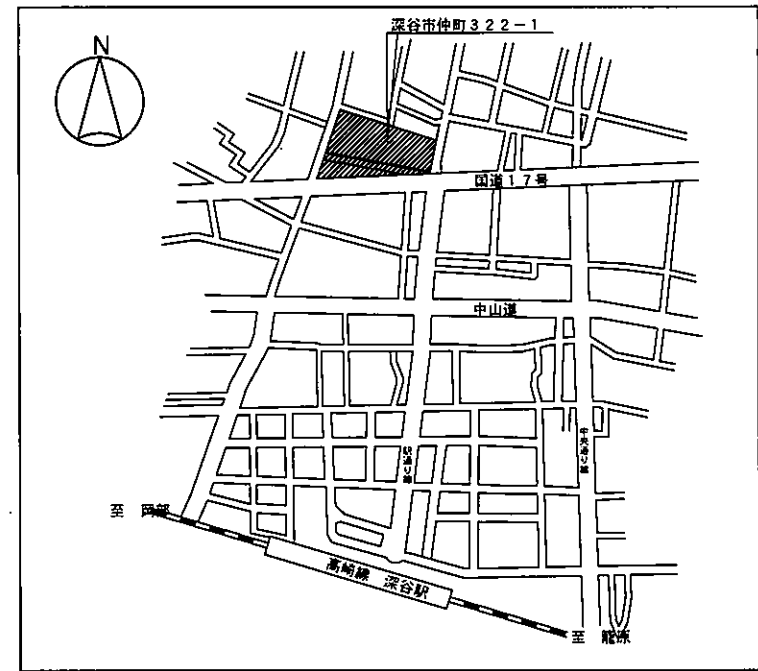 深谷市仲町322-1
N
国道17号
中山道
駅通り線
中央通り線
至 岡部
高崎線 深谷駅
至 籠原